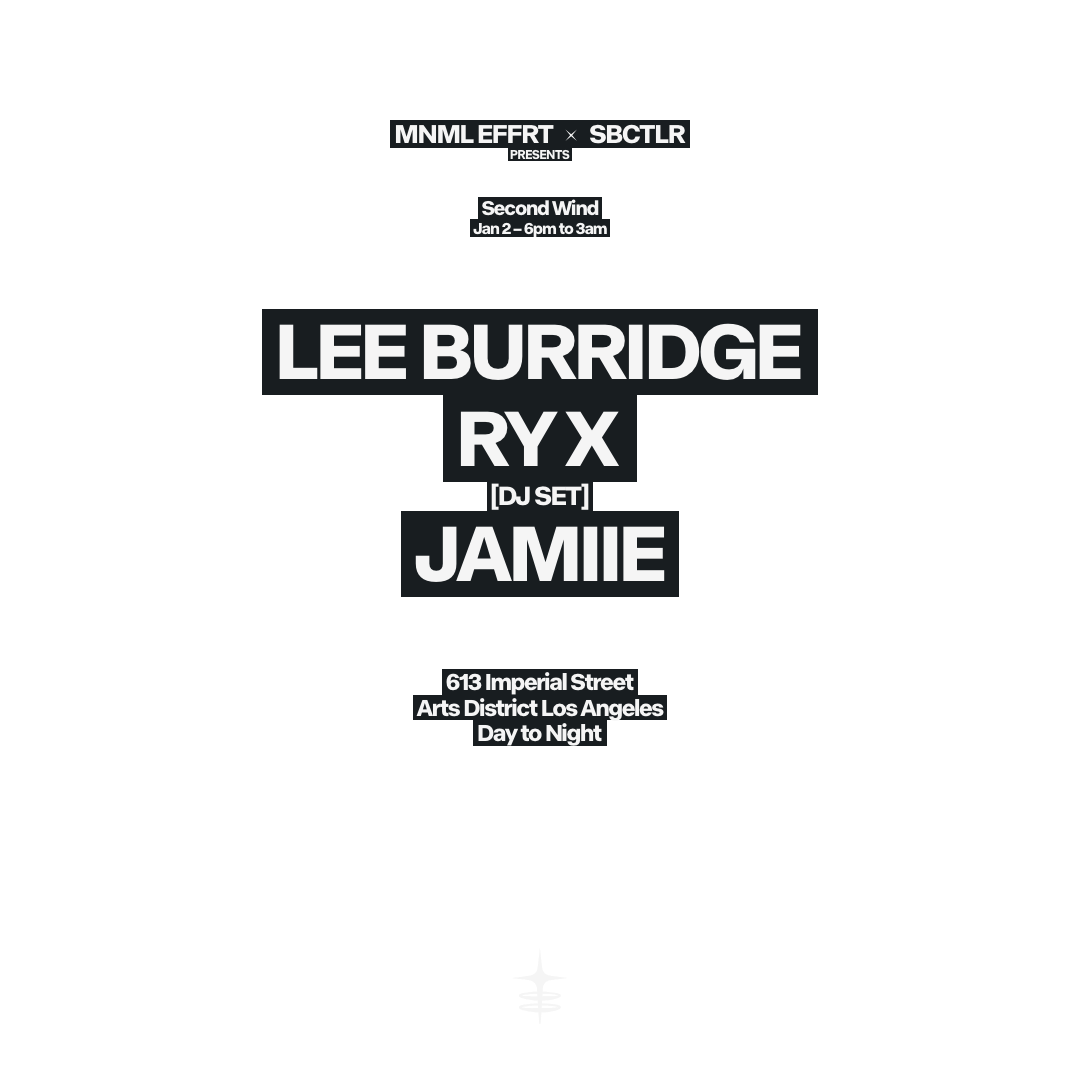 MNML EFFRT × SBCTLR
PRESENTS
Second Wind
Jan 2 – 6pm to 3am
LEE BURRIDGE
RY X
[DJ SET]
JAMIIE
613 Imperial Street
Arts District Los Angeles
Day to Night